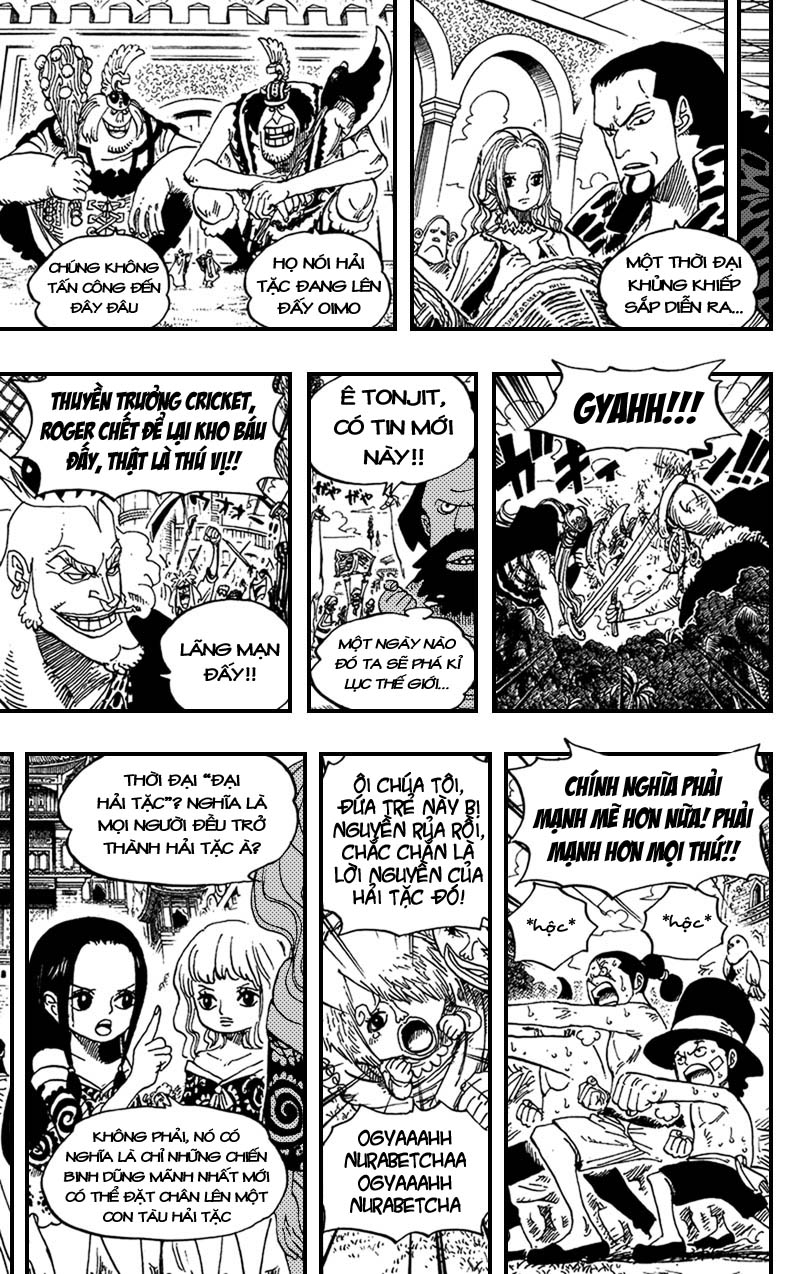 MỘT THỜI ĐẠI
KHỦNG KHIẾP
SẮP DIỄN RA...
HỌ NÓI HẢI
TẶC ĐANG LÊN
ĐẤY OIMO
CHÚNG KHÔNG
TẤN CÔNG ĐẾN
ĐÂY ĐÂU
GYAHH!!!
Ê TONJIT,
CÓ TIN MỚI
NÀY!!
MỘT NGÀY NÀO
ĐÓ TA SẼ PHÁ KỈ
LỤC THẾ GIỚI...
THUYỀN TRƯỞNG CRICKET,
ROGER CHẾT ĐỂ LẠI KHO BÁU
ĐẤY, THẬT LÀ THÚ VỊ!!
LÃNG MẠN
ĐẤY!!
CHÍNH NGHĨA PHẢI
MẠNH MẼ HƠN NỮA! PHẢI
MẠNH HƠN MỌI THỨ!!
*HỘC*
*HỘC*
ÔI CHÚA TÔI,
ĐỨA TRẺ NÀY BỊ
NGUYỀN RỦA RỒI,
CHẮC CHẮN LÀ
LỜI NGUYỀN CỦA
HẢI TẶC ĐÓ!
OGYAAAHH
NURABETCHAA
OGYAAAHH
NURABETCHA
THỜI ĐẠI “ĐẠI
HẢI TẶC”? NGHĨA LÀ
MỌI NGƯỜI ĐỀU TRỞ
THÀNH HẢI TẶC À?
KHÔNG PHẢI, NÓ CÓ
NGHĨA LÀ CHỈ NHỮNG CHIẾN
BINH DŨNG MÃNH NHẤT MỚI
CÓ THỂ ĐẶT CHÂN LÊN MỘT
CON TÀU HẢI TẶC